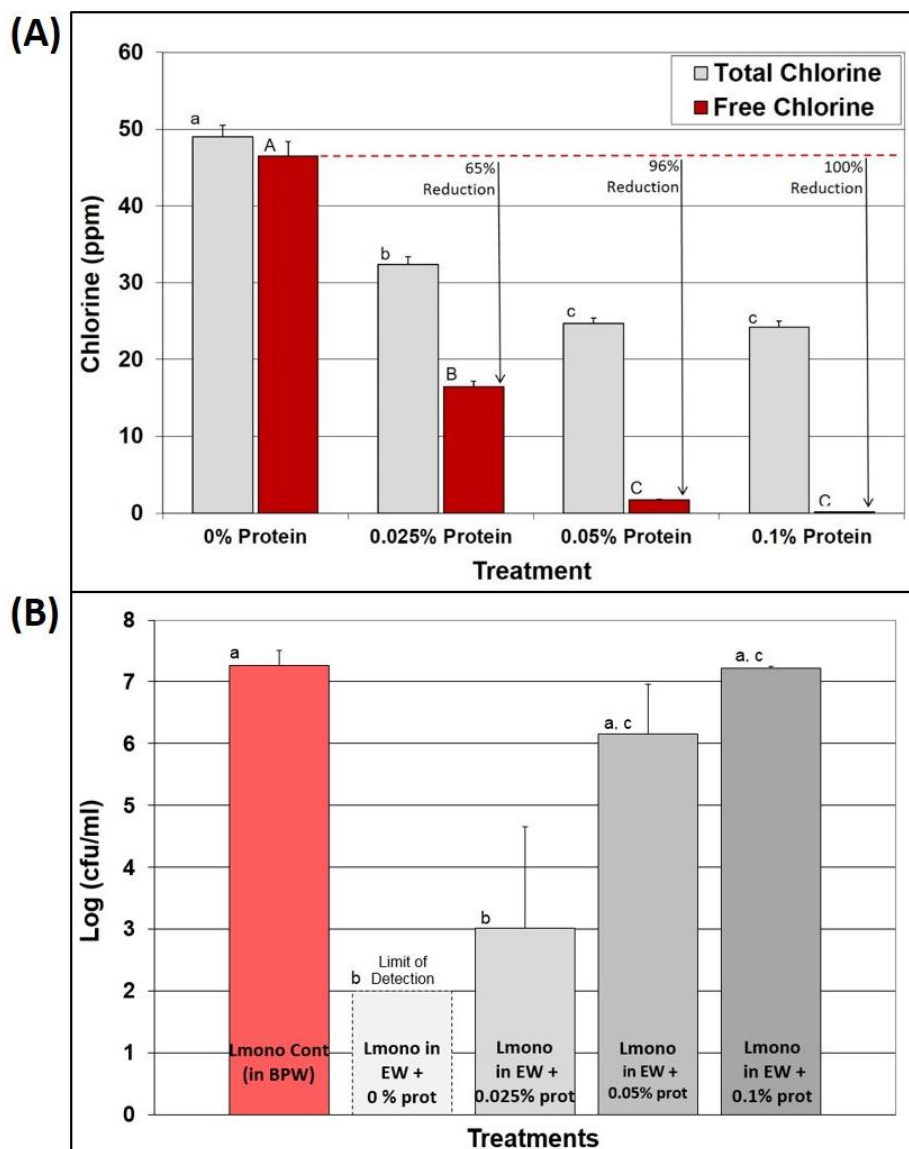 (A)
60
50
40
30
20
10
0
Chlorine (ppm)
Total Chlorine
Free Chlorine
a
A
b
B
c
C
c
C
65%
Reduction
96%
Reduction
100%
Reduction
0% Protein
0.025% Protein
0.05% Protein
0.1% Protein
Treatment
(B)
8
7
6
5
4
3
2
1
0
Log (cfu/ml)
a
b
Limit of
Detection
b
a, c
a, c
Lmono Cont
(in BPW)
Lmono in
EW +
0 % prot
Lmono
in EW +
0.025% prot
Lmono
in EW +
0.05% prot
Lmono
in EW +
0.1% prot
Treatments